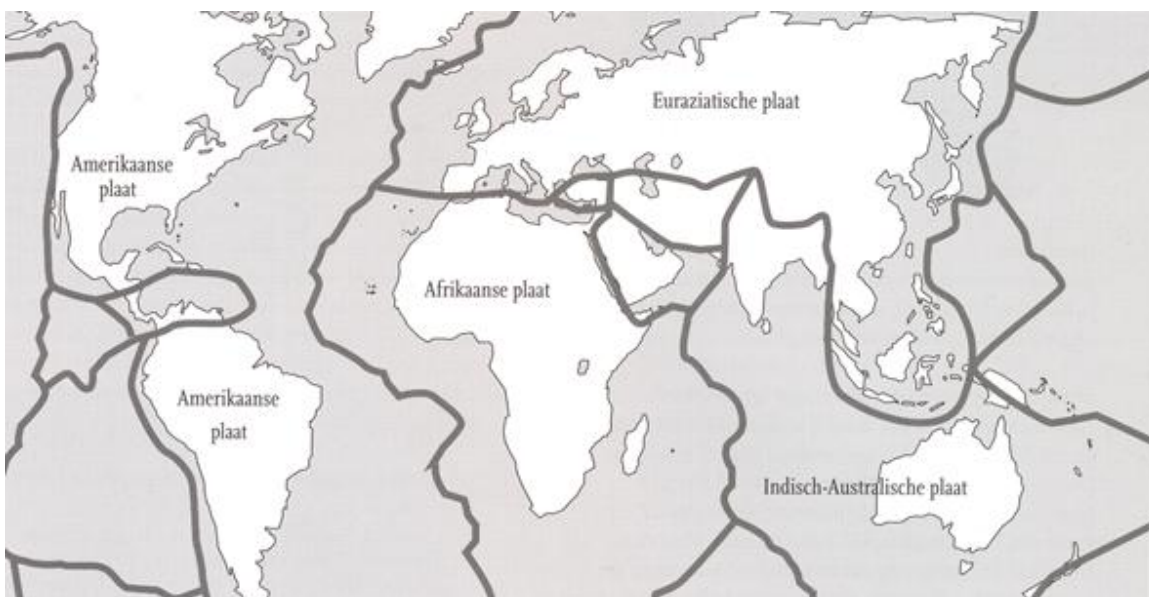 Euraziatische plaat
Amerikaanse
plaat
Afrikaanse plaat
Amerikaanse
plaat
Indisch-Australische plaat